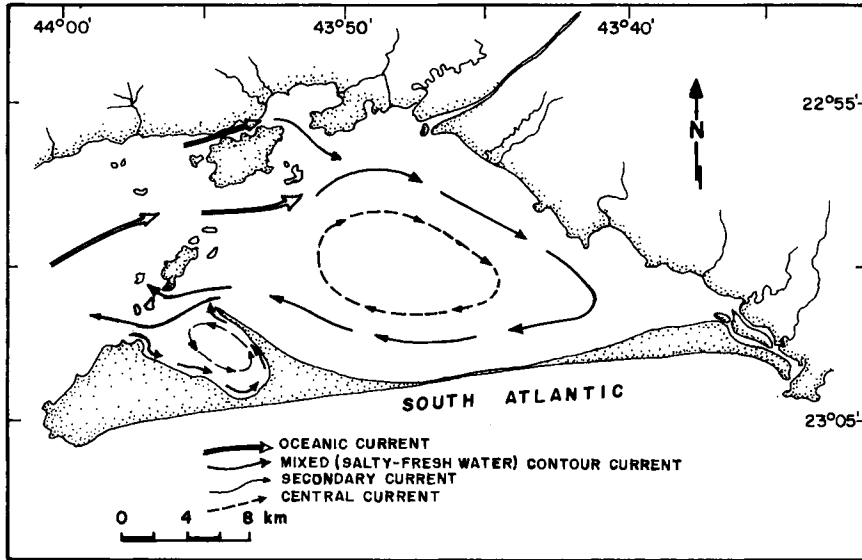 44°00' 43°50' 43°40'
22°55'
N
SOUTH ATLANTIC
23°05'
OCEANIC CURRENT
MIXED (SALTY-FRESH WATER) CONTOUR CURRENT
SECONDARY CURRENT
CENTRAL CURRENT
0 4 8 km